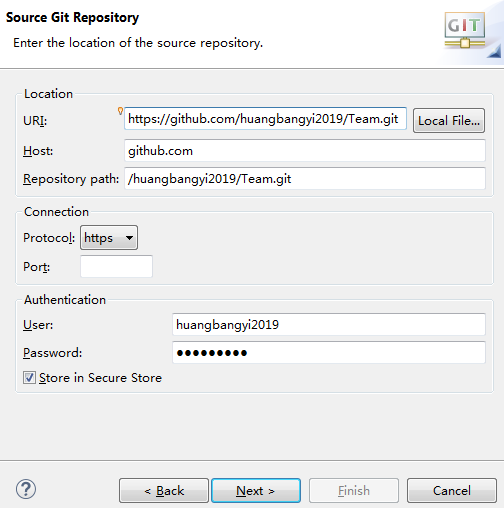 Source Git Repository
Enter the location of the source repository.
GIT
Location
URI:
https://github.com/huangbangyi2019/Team.git
Local File...
Host:
github.com
Repository path:
/huangbangyi2019/Team.git
Connection
Protocol:
https
Port:
Authentication
User:
huangbangyi2019
Password:
●●●●●●●●●
Store in Secure Store
?
< Back
Next >
Finish
Cancel